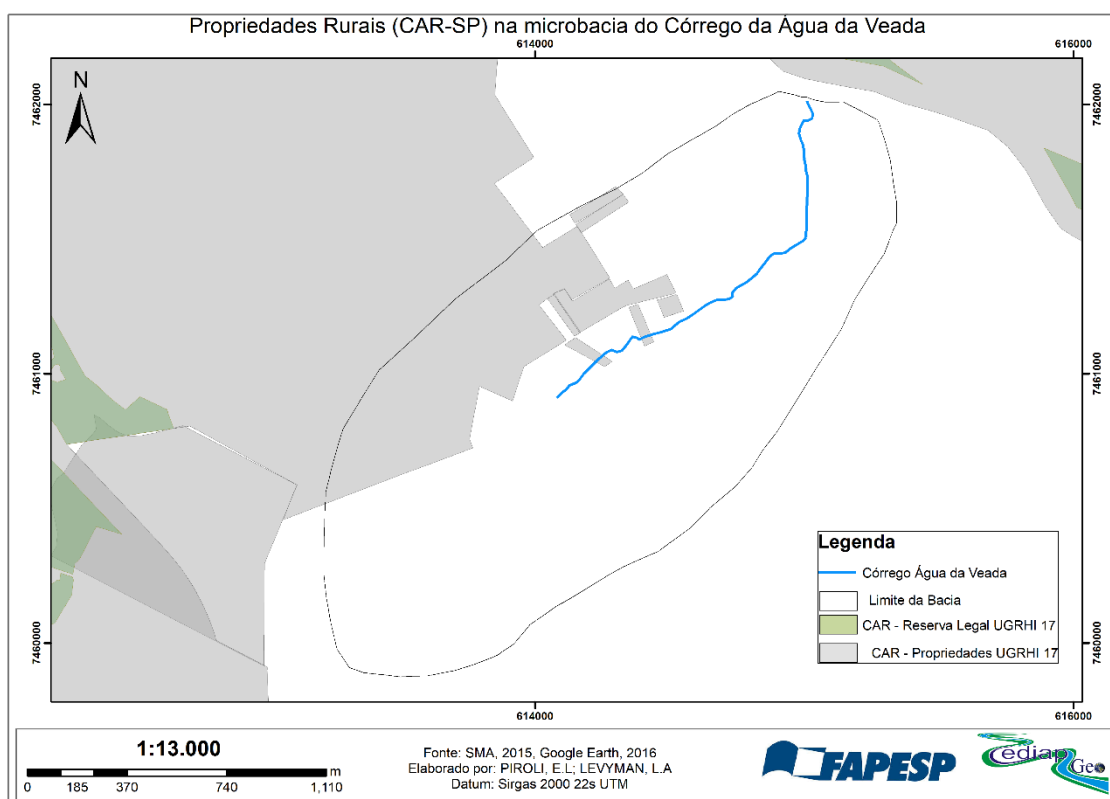 Propriedades Rurais (CAR-SP) na microbacia do Córrego da Água da Veada
614000
616000
N
7462000
7462000
7461000
7461000
7460000
7460000
Legenda
Córrego Água da Veada
Limite da Bacia
CAR - Reserva Legal UGRHI 17
CAR - Propriedades UGRHI 17
614000
616000
1:13.000
m
0 185 370 740 1,110
Fonte: SMA, 2015, Google Earth, 2016
Elaborado por: PIROLI, E.L; LEVYMAN, L.A
Datum: Sirgas 2000 22s UTM
FAPESP
Cediap
Geo